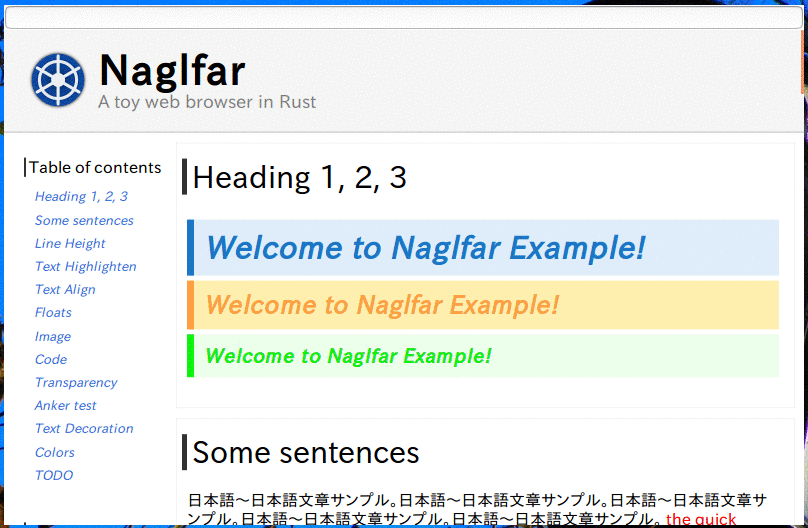 Naglfar
A toy web browser in Rust
Table of contents
Heading 1, 2, 3
Some sentences
Line Height
Text Highlighten
Text Align
Floats
Image
Code
Transparency
Anker test
Text Decoration
Colors
TODO
Heading 1, 2, 3
Welcome to Naglfar Example!
Welcome to Naglfar Example!
Welcome to Naglfar Example!
Some sentences
日本語〜日本語文章サンプル。日本語〜日本語文章サンプル。日本語〜日本語文章サ
ンプル。日本語〜日本語文章サンプル。日本語〜日本語文章サンプル。 the quick